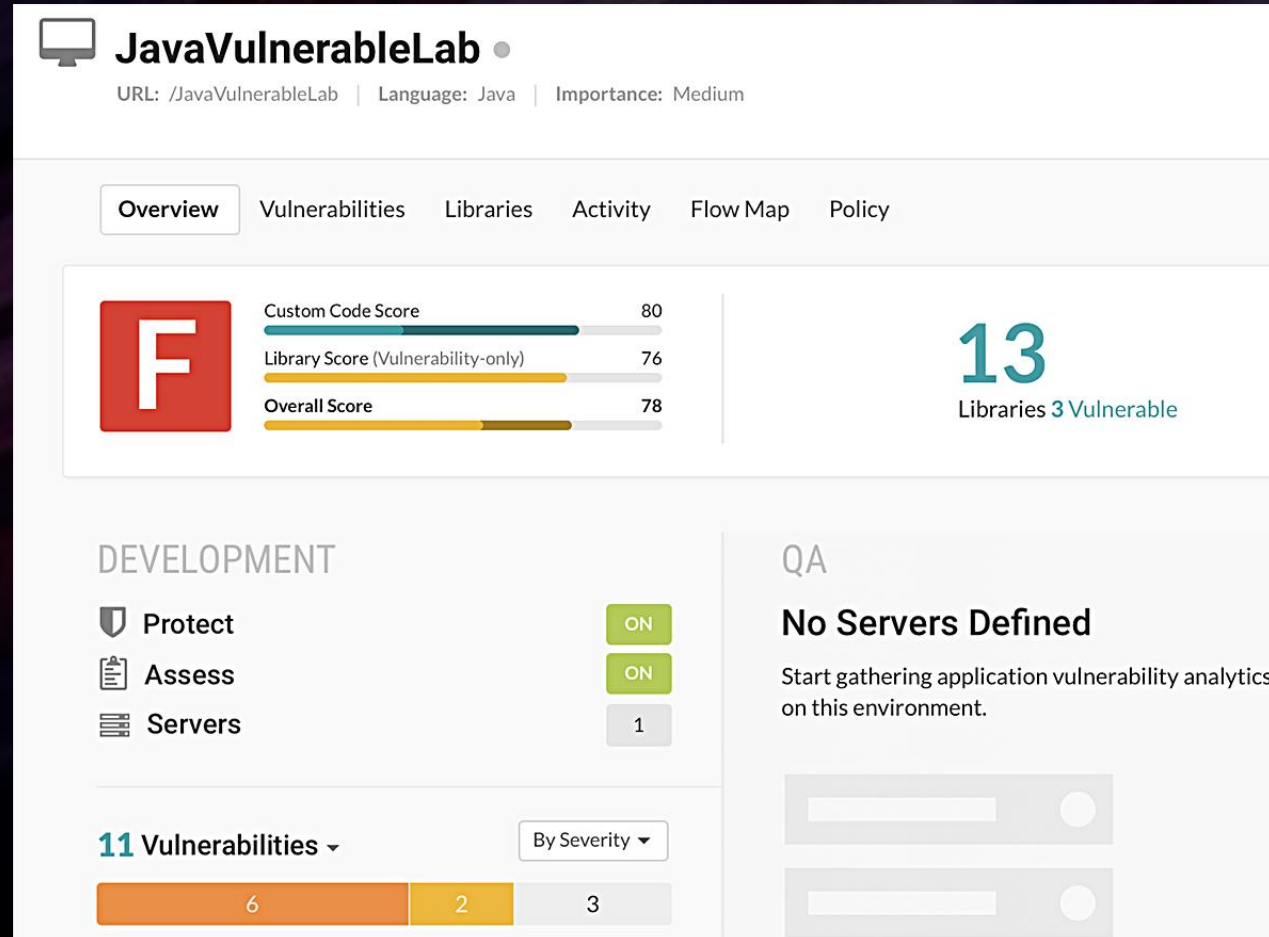 JavaVulnerableLab
URL: /JavaVulnerableLab | Language: Java | Importance: Medium
Overview Vulnerabilities Libraries Activity Flow Map Policy
F
Custom Code Score 80
Library Score (Vulnerability-only) 76
Overall Score 78
13
Libraries 3 Vulnerable
DEVELOPMENT
Protect ON
Assess ON
Servers 1
11 Vulnerabilities
By Severity
6 2 3
QA
No Servers Defined
Start gathering application vulnerability analytics
on this environment.